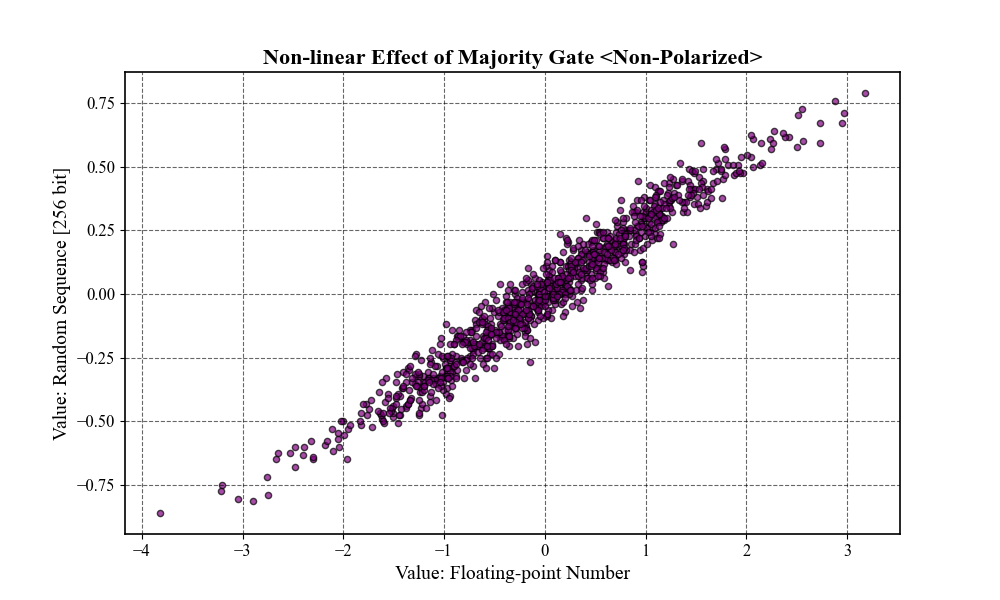 Non-linear Effect of Majority Gate <Non-Polarized>
Value: Random Sequence [256 bit]
0.75
0.50
0.25
0.00
−0.25
−0.50
−0.75
−4 −3 −2 −1 0 1 2 3
Value: Floating-point Number